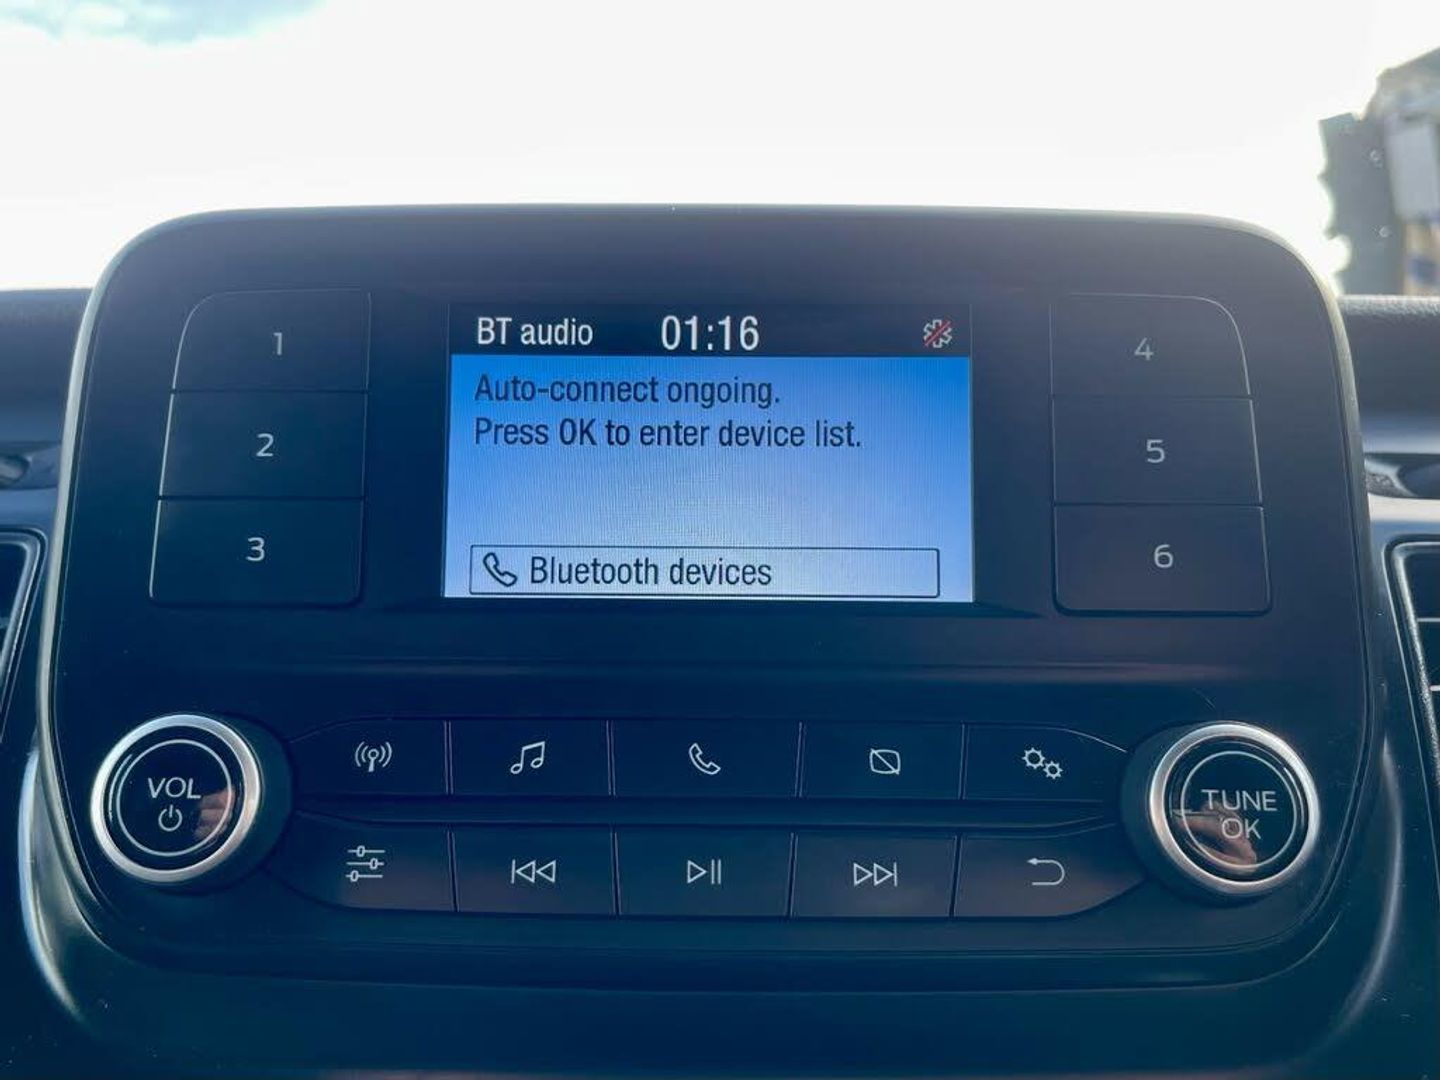 BT audio 01:16
1
Auto-connect ongoing.
4
2
Press OK to enter device list.
5
3
Bluetooth devices
6
VOL
TUNE
OK